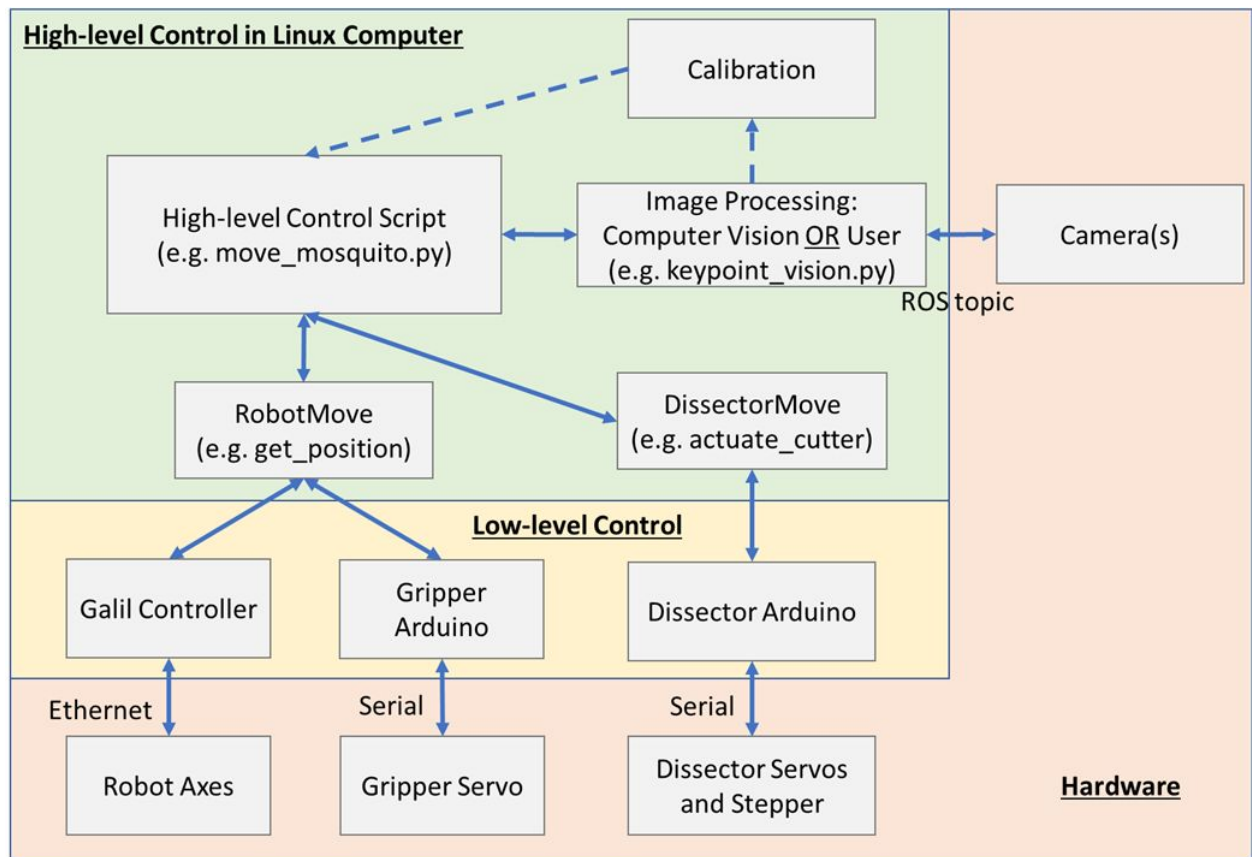 High-level Control in Linux Computer
Calibration
High-level Control Script
(e.g. move_mosquito.py)
Image Processing:
Computer Vision OR User
(e.g. keypoint_vision.py)
Camera(s)
ROS topic
RobotMove
(e.g. get_position)
DissectorMove
(e.g. actuate_cutter)
Low-level Control
Galil Controller
Gripper
Arduino
Dissector Arduino
Ethernet
Serial
Serial
Robot Axes
Gripper Servo
Dissector Servos
and Stepper
Hardware